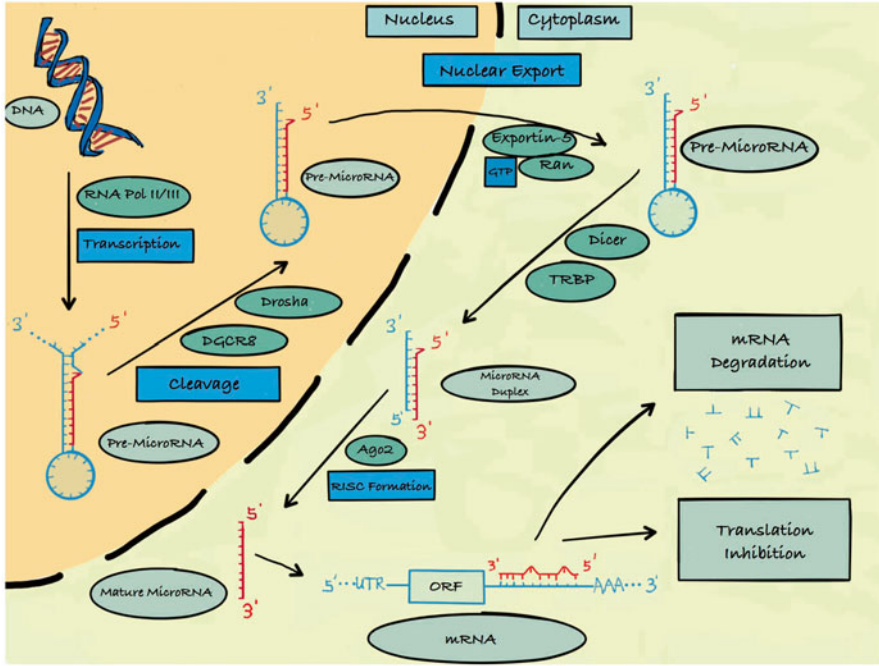 Nucleus
Cytoplasm
Nuclear Export
DNA
3'
5'
Pre-MicroRNA
Exportin-5
GTP
Ran
3'
5'
Pre-MicroRNA
RNA Pol II/III
Transcription
Dicer
TRBP
Drosha
DGCR8
Cleavage
3'
5'
Pre-MicroRNA
3'
5'
5'
3'
MicroRNA
Duplex
mRNA
Degradation
Ago2
RISC Formation
5'
3'
Mature MicroRNA
Translation
Inhibition
3'
5'
5'...UTR
ORF
AAA...3'
mRNA